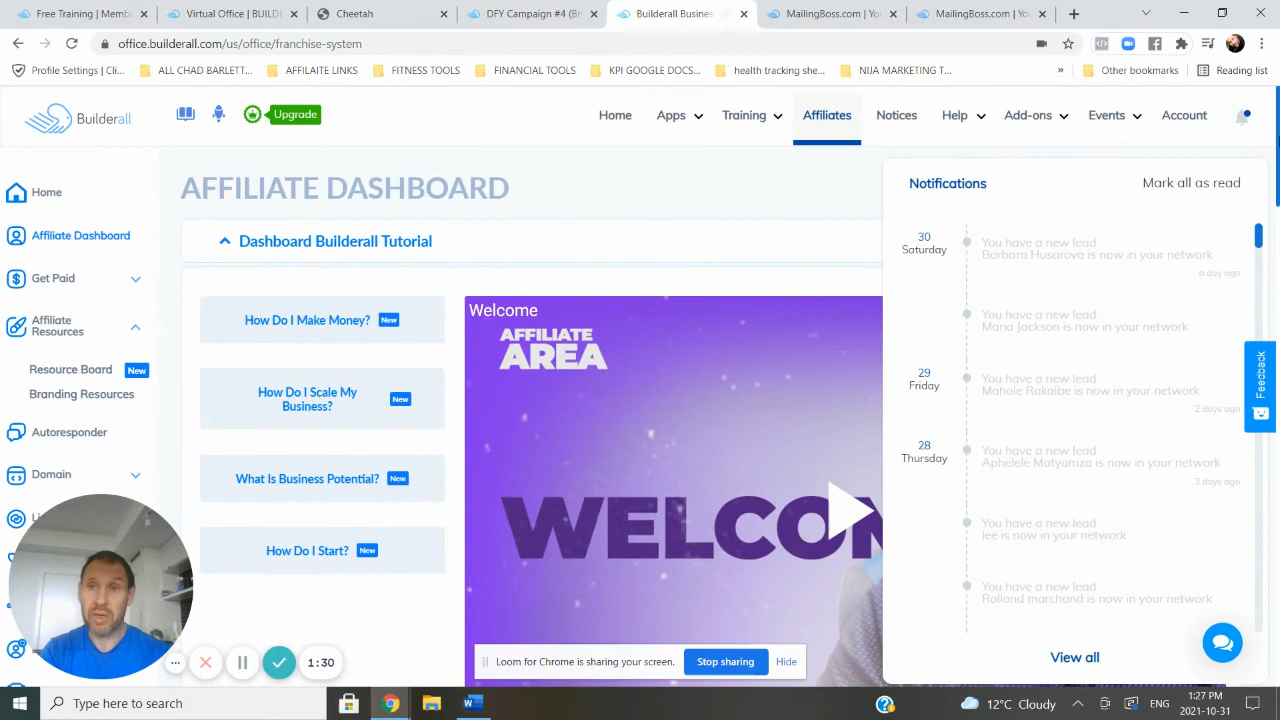 Free Training | Membe
Virtual Office | BUILDE
Cheetah
DFY Campaign #4 (Br
Builderall Busines
MailingBoss.com | You
MailingBoss.com | You
office.builderall.com/us/office/franchise-system
Profile Settings | Cli...
ALL CHAD BARLETT...
AFFILAITE LINKS
FITNESS TOOLS
FINANCIAL TOOLS
KPI GOOGLE DOCS...
health tracking she...
NIJA MARKETING T...
»
Other bookmarks
Reading list
Builderall
Upgrade
Home
Apps
Training
Affiliates
Notices
Help
Add-ons
Events
Account
Home
Affiliate Dashboard
Get Paid
Affiliate
Resources
Resource Board New
Branding Resources
Autoresponder
Domain
AFFILIATE DASHBOARD
Dashboard Builderall Tutorial
How Do I Make Money? New
How Do I Scale My
Business? New
What Is Business Potential? New
How Do I Start? New
Welcome
AFFILIATE
AREA
WELCOM
Notifications
Mark all as read
30
Saturday
You have a new lead
Barbara Husarova is now in your network
a day ago
You have a new lead
Maria Jackson is now in your network
29
Friday
You have a new lead
Mahole Rakaibe is now in your network
2 days ago
28
Thursday
You have a new lead
Aphelele Matyumza is now in your network
3 days ago
You have a new lead
lee is now in your network
You have a new lead
Rolland marchand is now in your network
View all
Feedback
1:30
Loom for Chrome is sharing your screen.
Stop sharing
Hide
Type here to search
12°C Cloudy
ENG
1:27 PM
2021-10-31